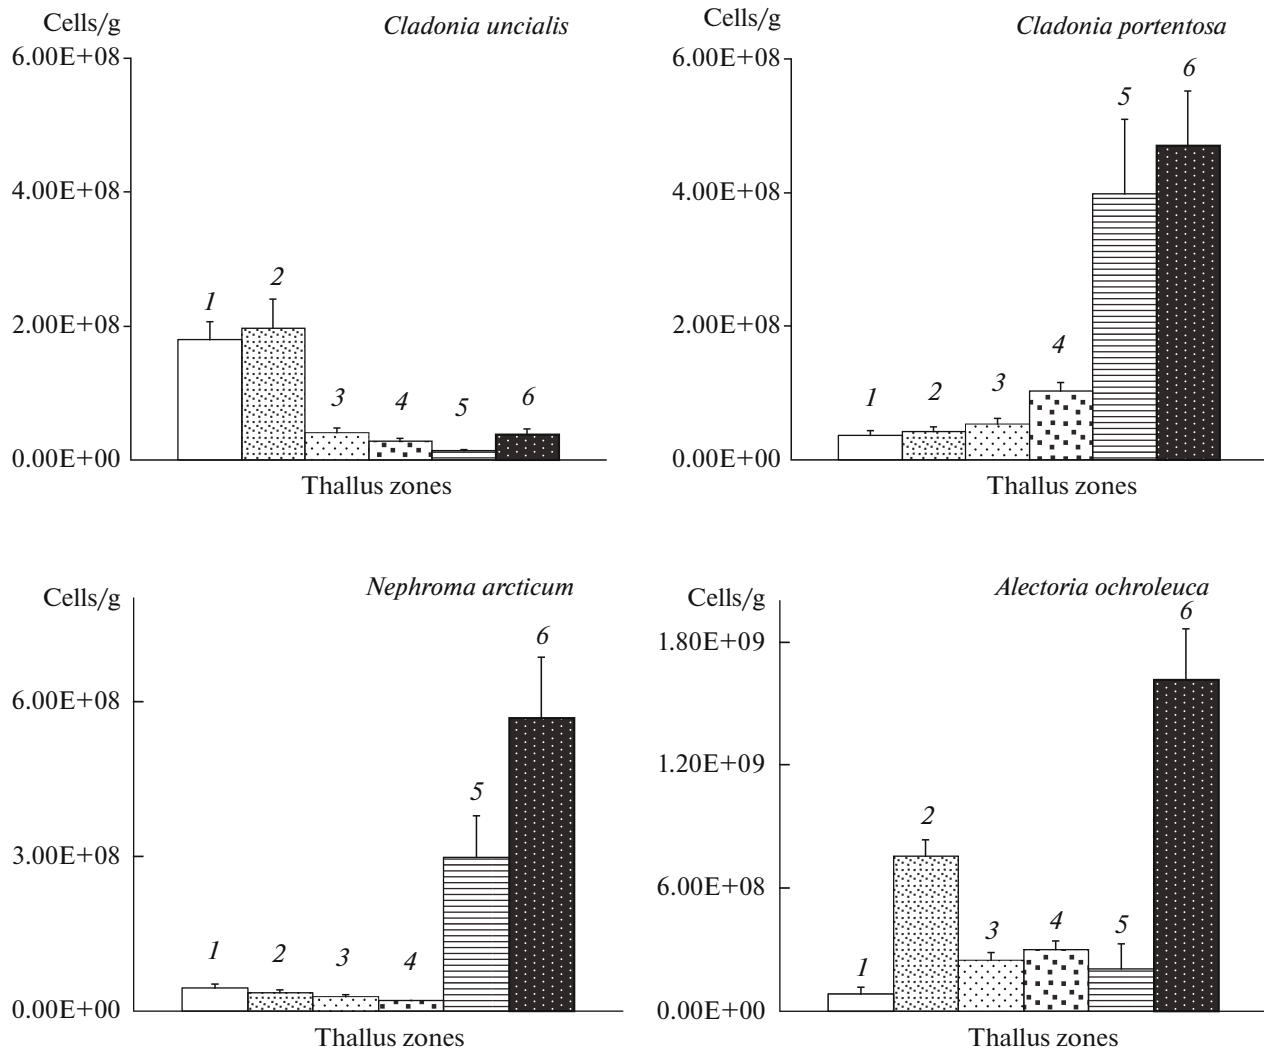 Cells/g
Cladonia uncialis
6.00E+08
4.00E+08
2.00E+08
0.00E+00
1
2
3
4
5
6
Thallus zones
Cells/g
Cladonia portentosa
6.00E+08
4.00E+08
2.00E+08
0.00E+00
1
2
3
4
5
6
Thallus zones
Cells/g
Nephroma arcticum
6.00E+08
3.00E+08
0.00E+00
1
2
3
4
5
6
Thallus zones
Cells/g
Alectoria ochroleuca
1.80E+09
1.20E+09
6.00E+08
0.00E+00
1
2
3
4
5
6
Thallus zones